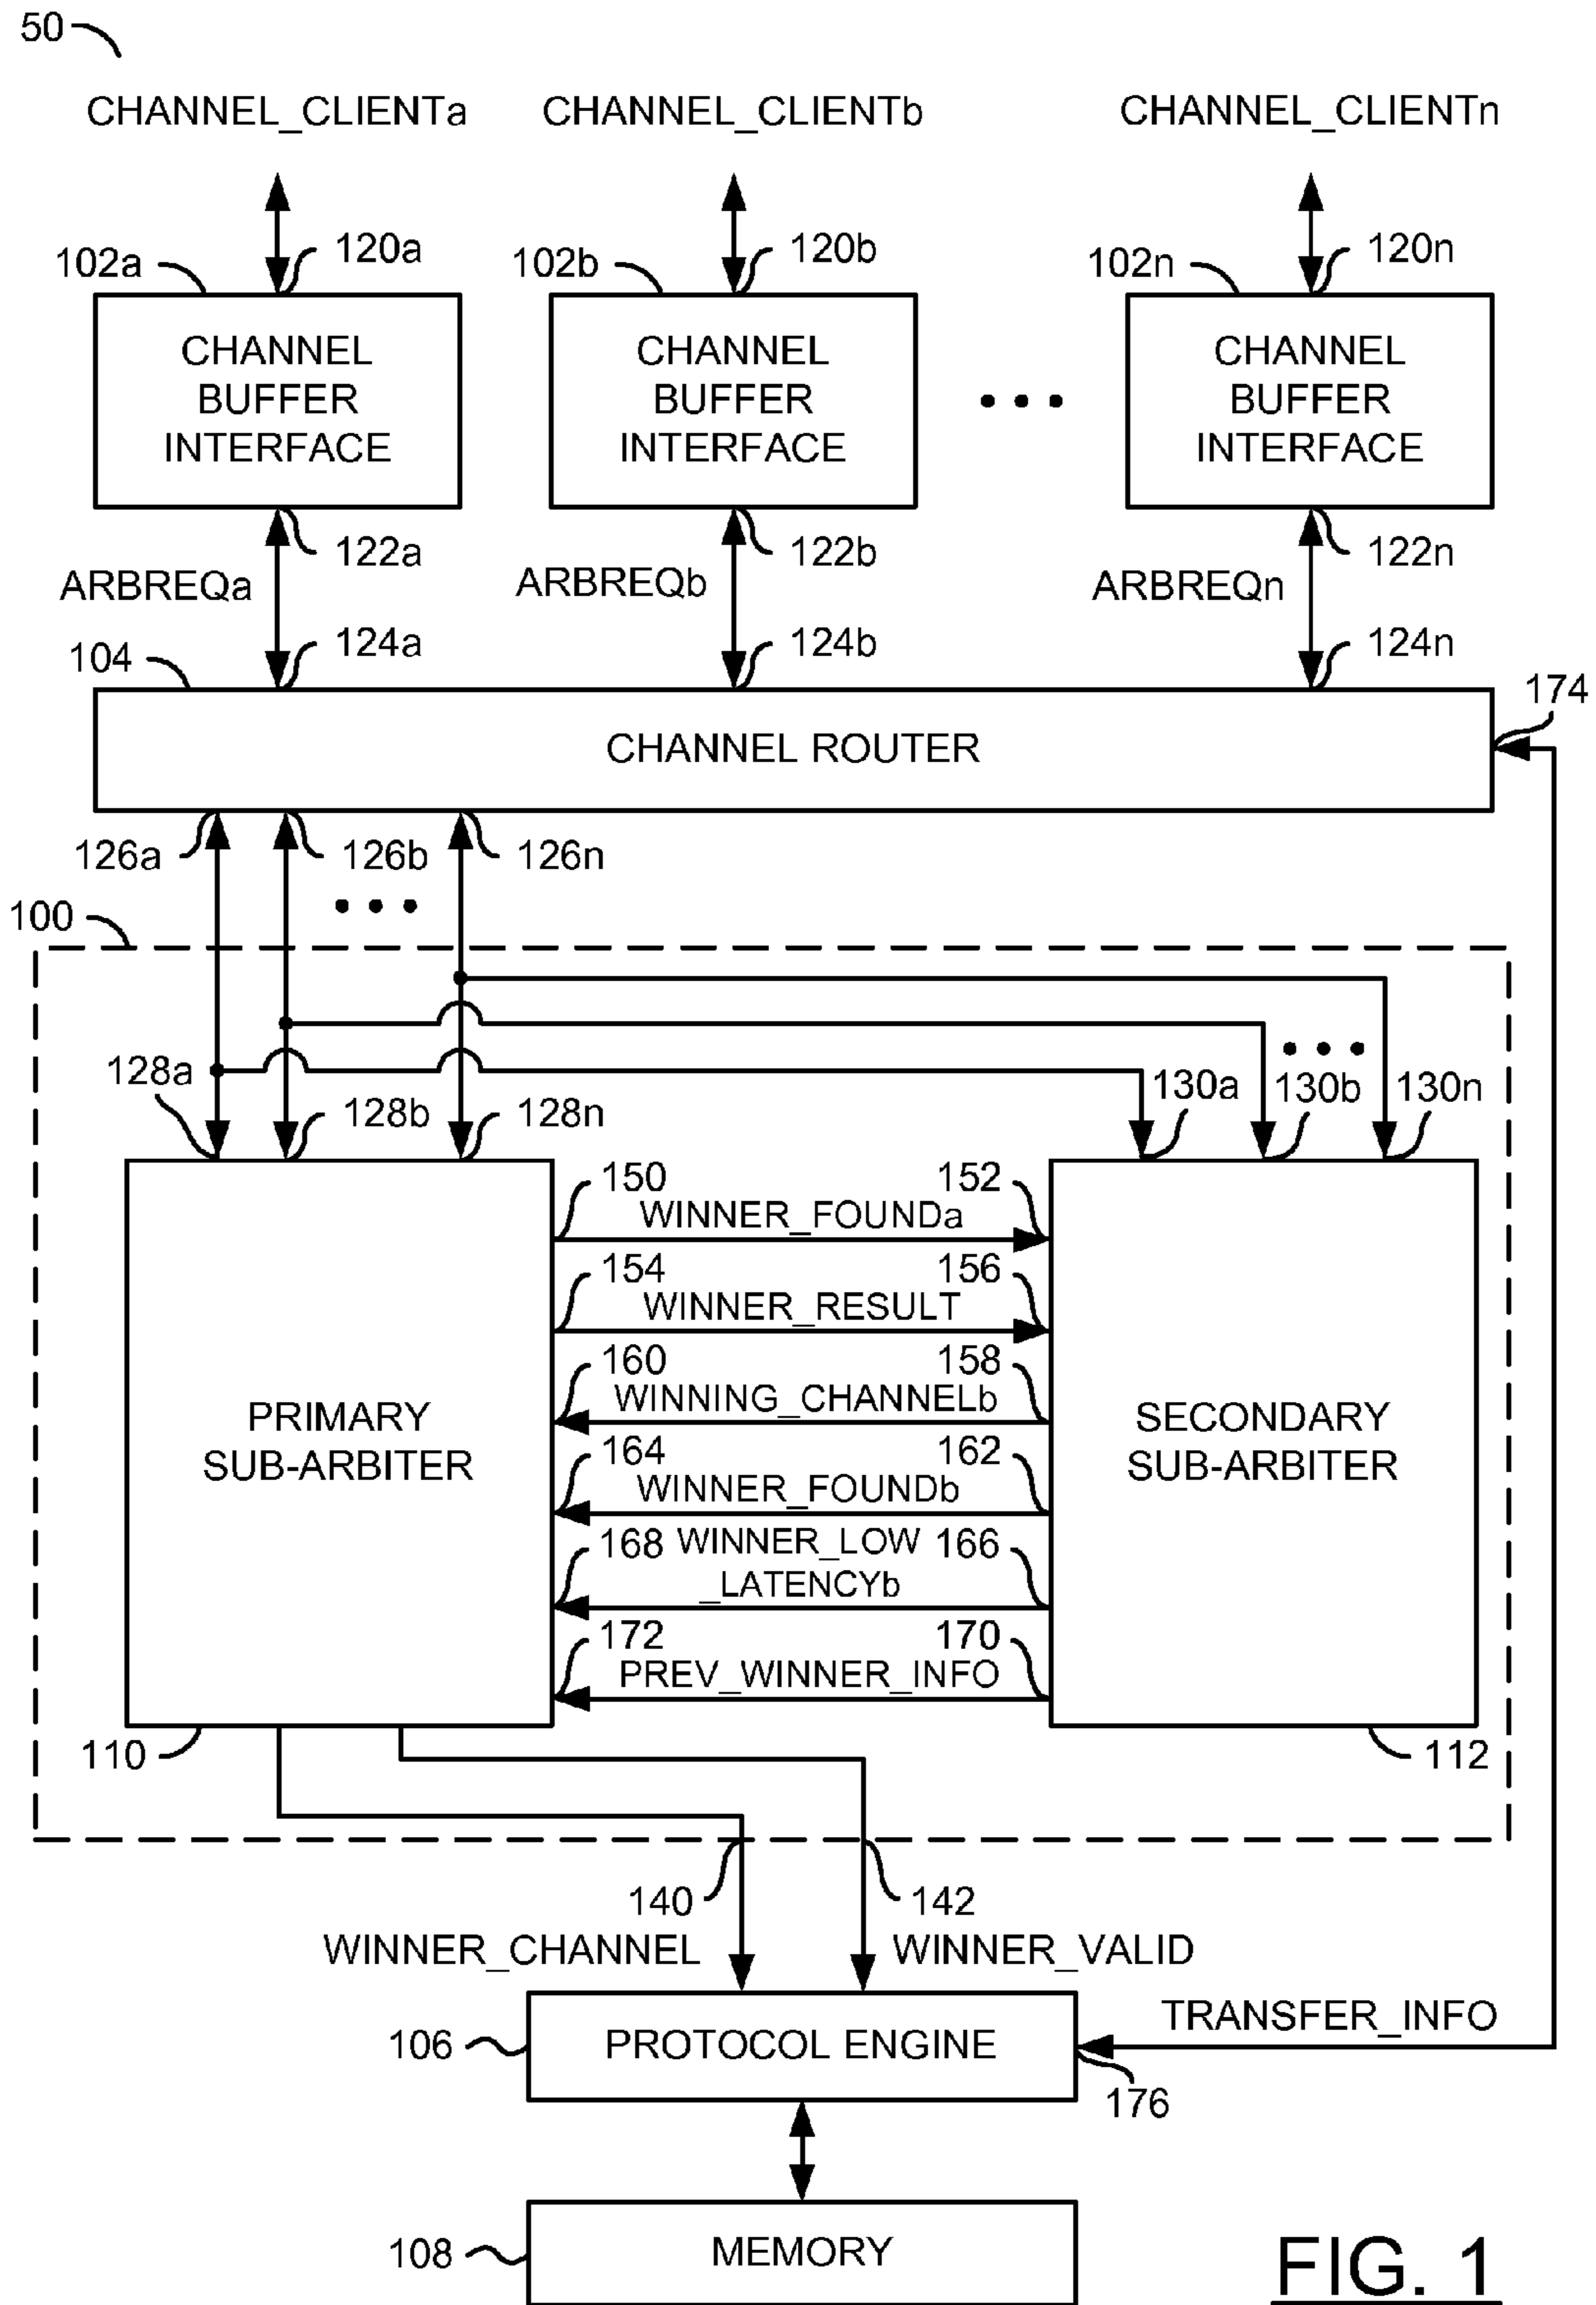 50
CHANNEL_CLIENTa CHANNEL_CLIENTb CHANNEL_CLIENTn
102a 120a 102b 120b 102n 120n
CHANNEL CHANNEL CHANNEL
BUFFER BUFFER BUFFER
INTERFACE INTERFACE INTERFACE
122a 122b 122n
ARBREQa ARBREQb ARBREQn
104 124a 124b 124n
174
CHANNEL ROUTER
126a 126b 126n
100
128a 130a 130b 130n
128b 128n
150 152
WINNER_FOUNDa
154 156
WINNER_RESULT
160 158
WINNING_CHANNELb
PRIMARY SECONDARY
SUB-ARBITER SUB-ARBITER
164 162
WINNER_FOUNDb
168 WINNER_LOW 166
_LATENCYb
172 170
PREV_WINNER_INFO
110 112
140 142
WINNER_CHANNEL WINNER_VALID
TRANSFER_INFO
106 PROTOCOL ENGINE
176
108 MEMORY
FIG. 1